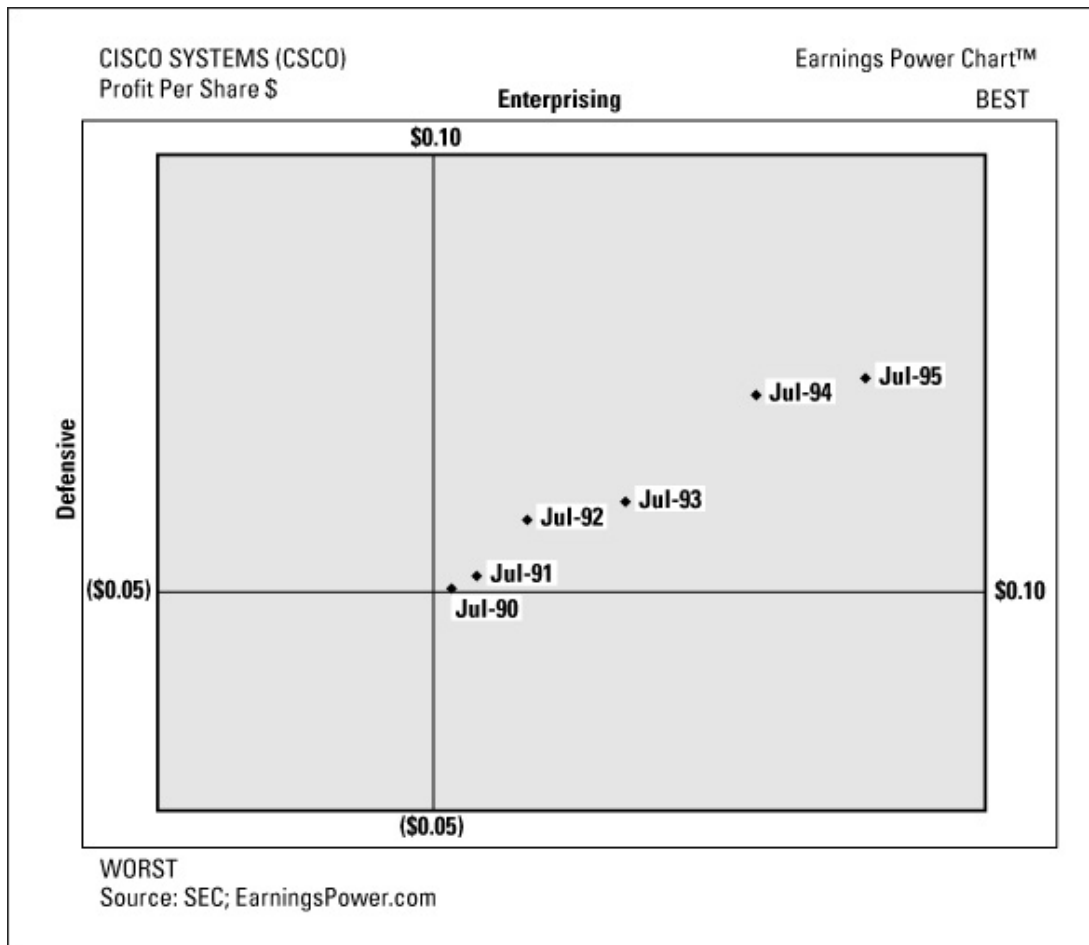 CISCO SYSTEMS (CSCO)
Profit Per Share $
Earnings Power Chart™
Enterprising
BEST
$0.10
Defensive
Jul-95
Jul-94
Jul-93
Jul-92
Jul-91
($0.05)
$0.10
Jul-90
($0.05)
WORST
Source: SEC; EarningsPower.com